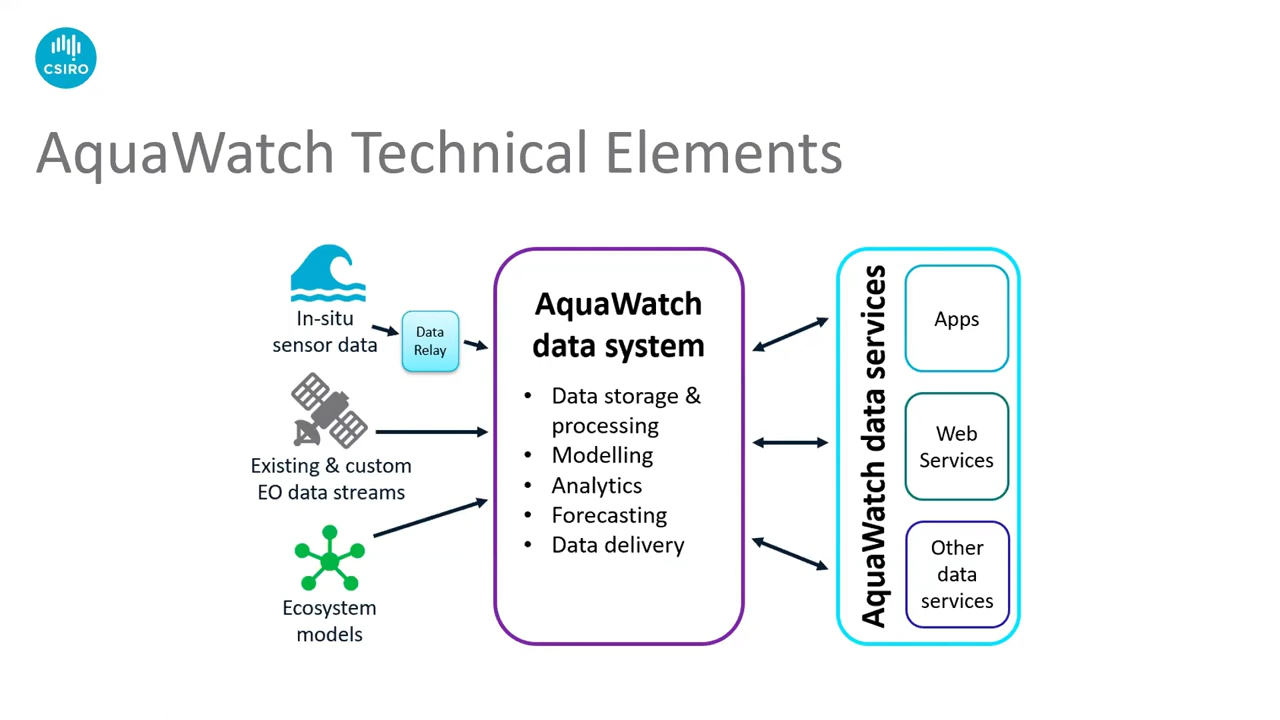 CSIRO
AquaWatch Technical Elements
In-situ
sensor data
Data
Relay
Existing & custom
EO data streams
Ecosystem
models
AquaWatch
data system
• Data storage &
processing
• Modelling
• Analytics
• Forecasting
• Data delivery
AquaWatch data services
Apps
Web
Services
Other
data
services